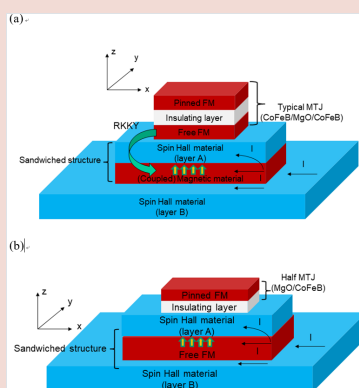 (a)
z
y
x
Pinned FM
Insulating layer
Free FM
Typical MTJ
(CoFeB/MgO/CoFeB)
RKKY
Spin Hall material
(layer A)
I
Sandwiched structure
(Coupled) Magnetic material
I
I
Spin Hall material
(layer B)
(b)
z
y
x
Pinned FM
Insulating layer
Half MTJ
(MgO/CoFeB)
Spin Hall material
(layer A)
I
Sandwiched structure
Free FM
I
I
Spin Hall material
(layer B)